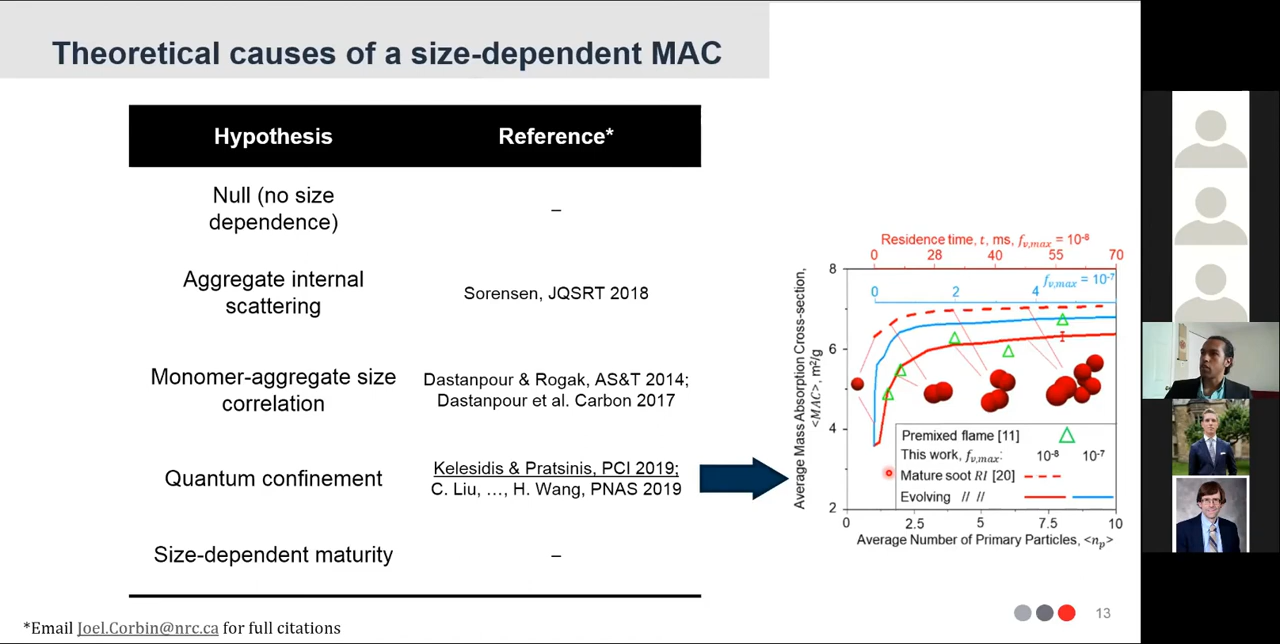 Theoretical causes of a size-dependent MAC
Hypothesis
Reference*
Null (no size
dependence)
–
Aggregate internal
scattering
Sorensen, JQSRT 2018
Monomer-aggregate size
correlation
Dastanpour & Rogak, AS&T 2014;
Dastanpour et al. Carbon 2017
Quantum confinement
Kelesidis & Pratsinis, PCI 2019;
C. Liu, ..., H. Wang, PNAS 2019
Size-dependent maturity
–
*Email Joel.Corbin@nrc.ca for full citations
Residence time, t, ms, f_v,max = 10⁻⁸
0 28 40 55 70
f_v,max = 10⁻⁷
0 2 4
Average Mass Absorption Cross-section,
<MAC>, m²/g
8
6
4
2
Premixed flame [11]
This work, f_v,max: 10⁻⁸ 10⁻⁷
Mature soot RI [20]
Evolving // //
0 2.5 5 7.5 10
Average Number of Primary Particles, <n_p>
13